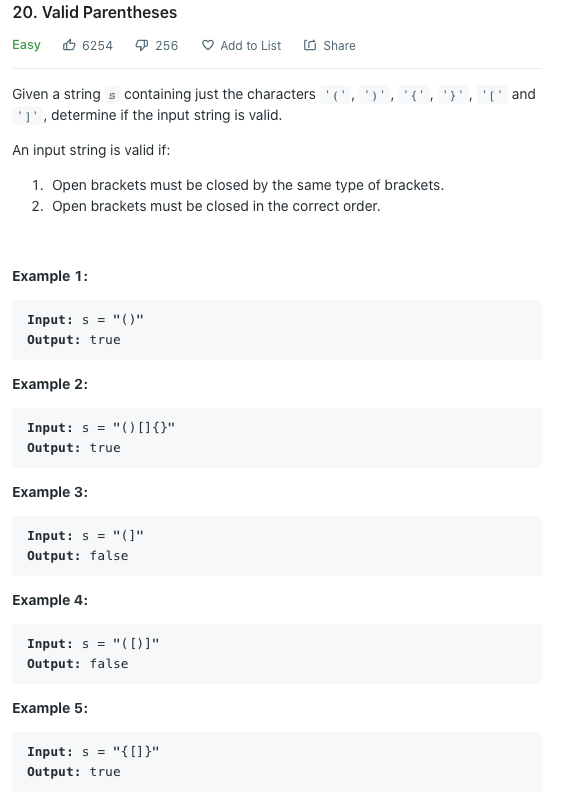 20. Valid Parentheses
Easy 6254 256 Add to List Share
Given a string s containing just the characters '(', ')', '{', '}', '[' and
']', determine if the input string is valid.
An input string is valid if:
1. Open brackets must be closed by the same type of brackets.
2. Open brackets must be closed in the correct order.
Example 1:
Input: s = "()"
Output: true
Example 2:
Input: s = "()[]{}"
Output: true
Example 3:
Input: s = "(]"
Output: false
Example 4:
Input: s = "([)]"
Output: false
Example 5:
Input: s = "{[]}"
Output: true